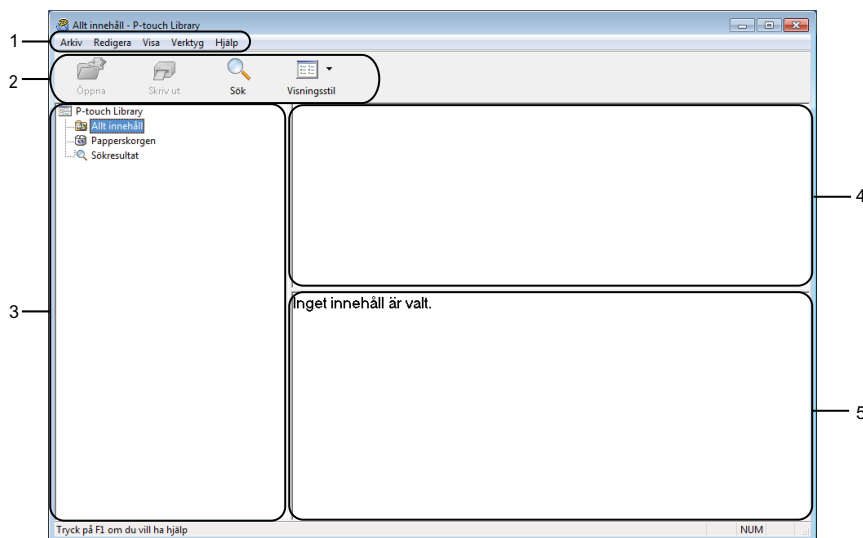 Allt innehåll - P-touch Library
1
Arkiv Redigera Visa Verktyg Hjälp
2
Öppna Skriv ut Sök Visningsstil
P-touch Library
Allt innehåll
Papperskorgen
Sökresultat
4
3
Inget innehåll är valt.
5
Tryck på F1 om du vill ha hjälp NUM